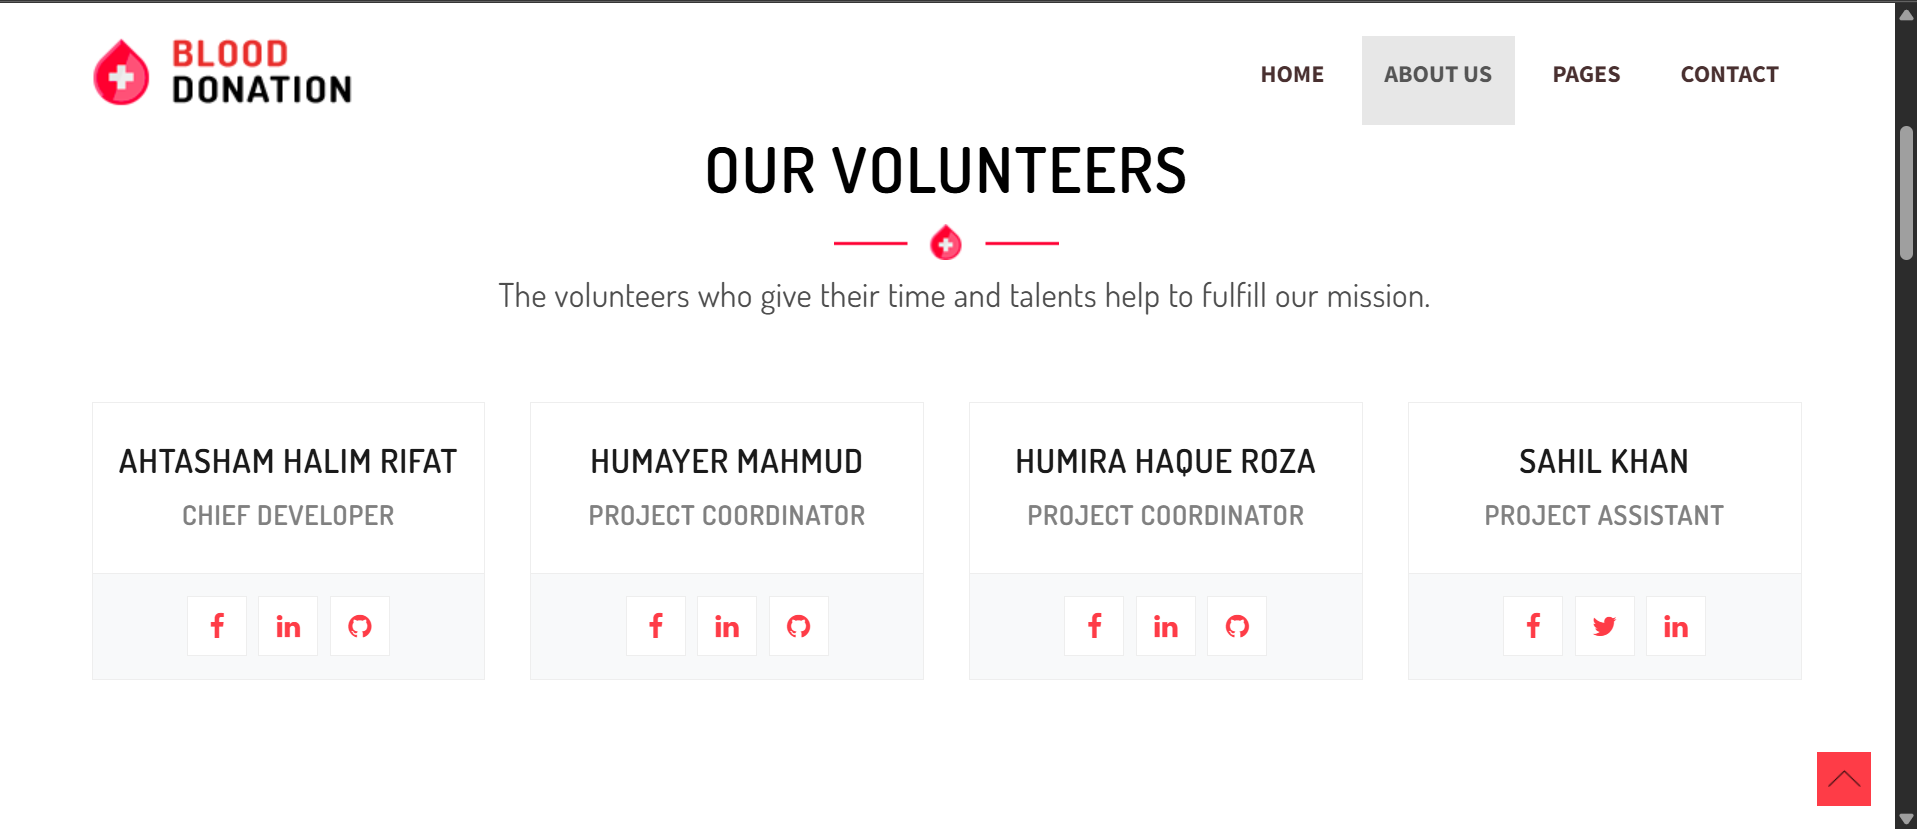 BLOOD
DONATION
HOME
ABOUT US
PAGES
CONTACT
OUR VOLUNTEERS
The volunteers who give their time and talents help to fulfill our mission.
AHTASHAM HALIM RIFAT
CHIEF DEVELOPER
HUMAYER MAHMUD
PROJECT COORDINATOR
HUMIRA HAQUE ROZA
PROJECT COORDINATOR
SAHIL KHAN
PROJECT ASSISTANT